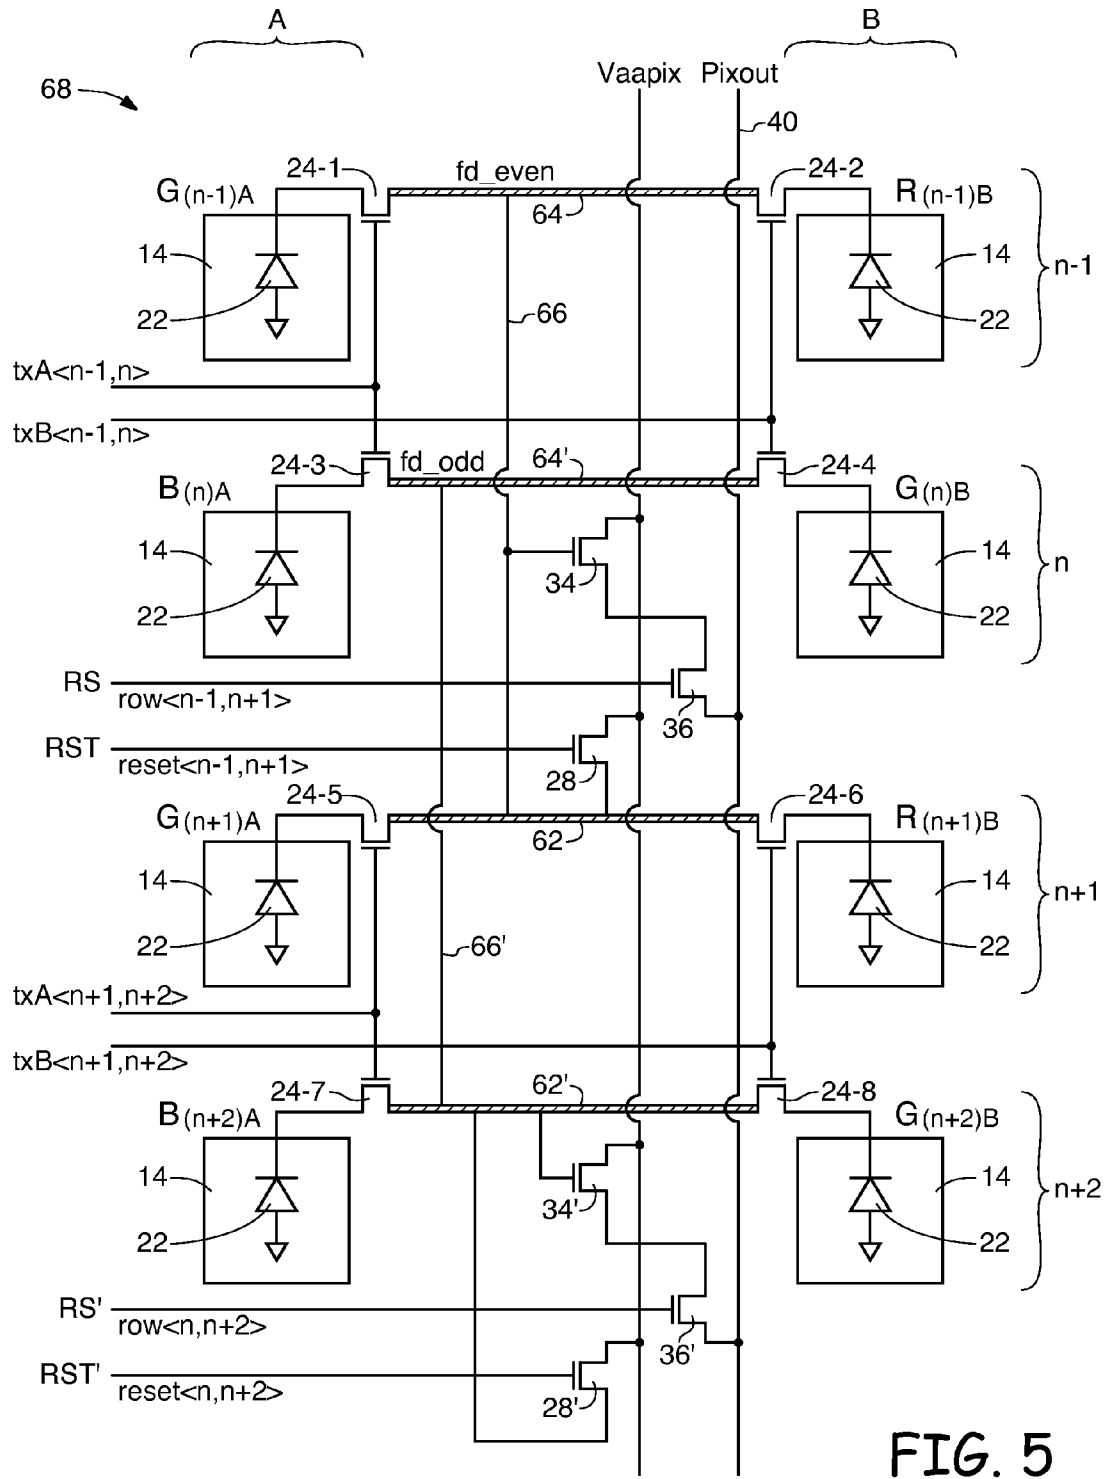 A
B
68
Vaapix
Pixout
40
24-1
fd_even
24-2
G(n-1)A
64
R(n-1)B
14
14
n-1
22
66
22
txA<n-1,n>
txB<n-1,n>
24-3
fd_odd
64'
24-4
B(n)A
G(n)B
14
34
14
n
22
22
RS
row<n-1,n+1>
36
RST
reset<n-1,n+1>
28
24-5
24-6
G(n+1)A
62
R(n+1)B
14
14
n+1
22
66'
22
txA<n+1,n+2>
txB<n+1,n+2>
24-7
62'
24-8
B(n+2)A
G(n+2)B
14
34'
14
n+2
22
22
RS'
row<n,n+2>
36'
RST'
reset<n,n+2>
28'
FIG. 5